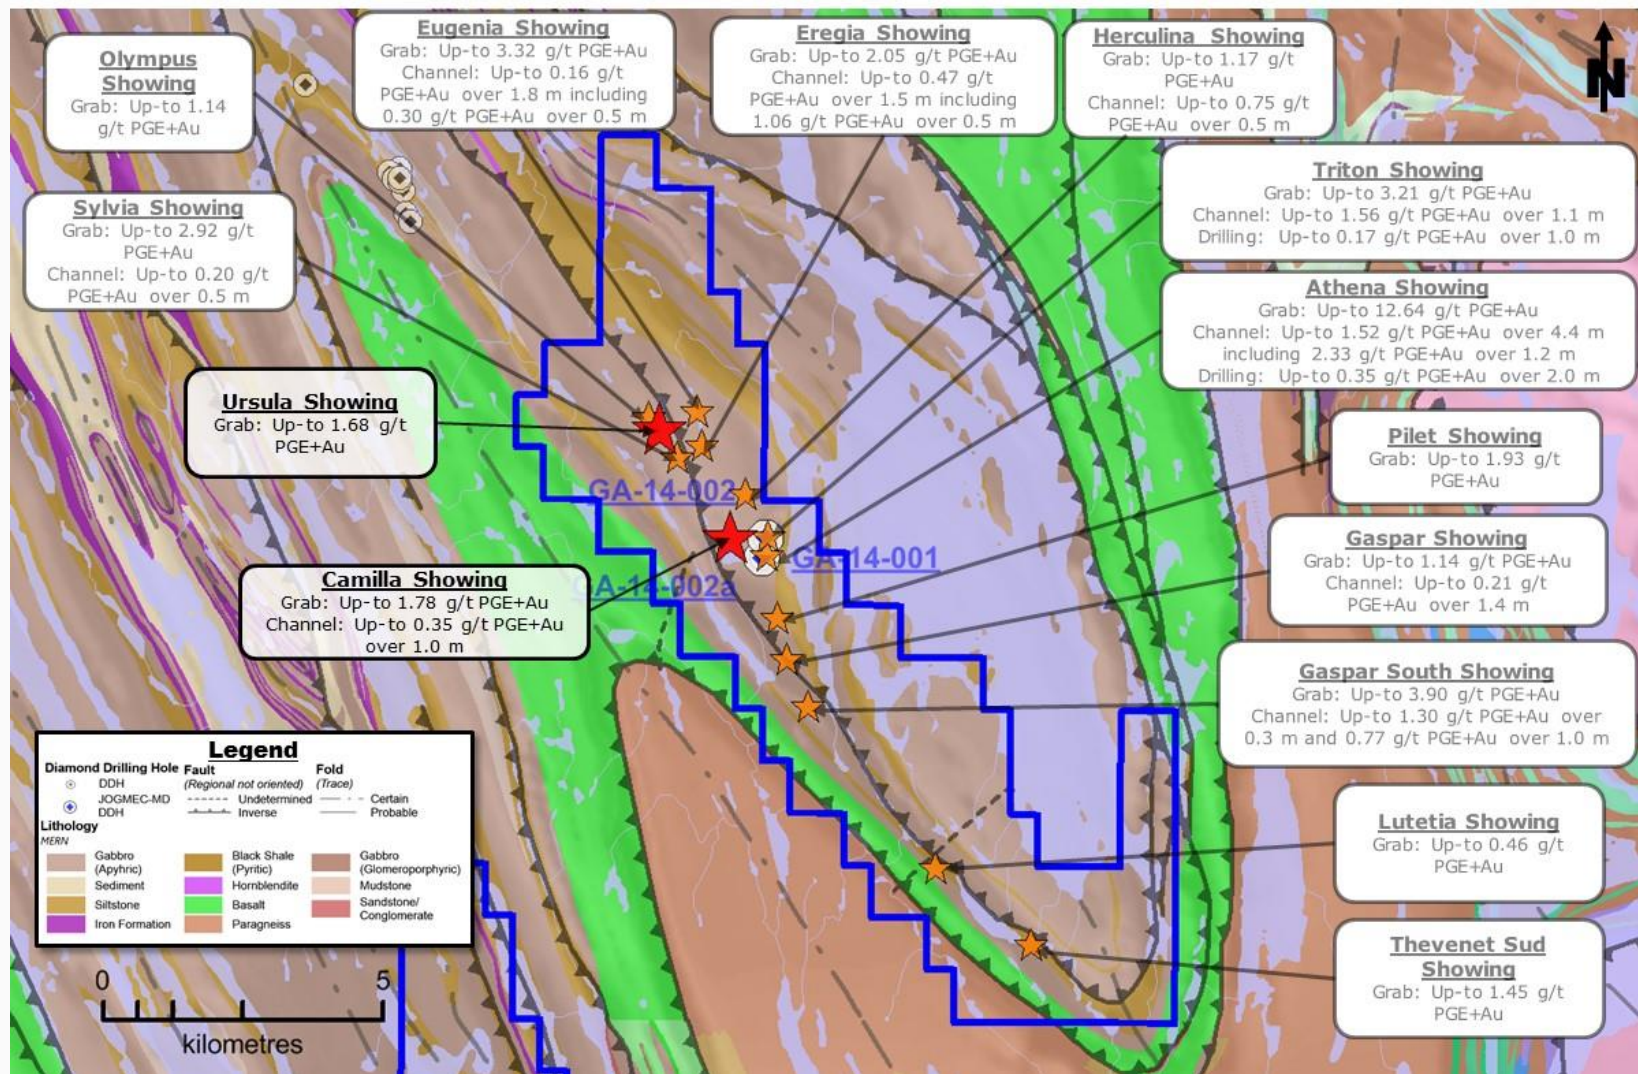 Olympus
Showing
Grab: Up-to 1.14
g/t PGE+Au
Eugenia Showing
Grab: Up-to 3.32 g/t PGE+Au
Channel: Up-to 0.16 g/t
PGE+Au over 1.8 m including
0.30 g/t PGE+Au over 0.5 m
Eregia Showing
Grab: Up-to 2.05 g/t PGE+Au
Channel: Up-to 0.47 g/t
PGE+Au over 1.5 m including
1.06 g/t PGE+Au over 0.5 m
Herculina Showing
Grab: Up-to 1.17 g/t
PGE+Au
Channel: Up-to 0.75 g/t
PGE+Au over 0.5 m
N
Triton Showing
Grab: Up-to 3.21 g/t PGE+Au
Channel: Up-to 1.56 g/t PGE+Au over 1.1 m
Drilling: Up-to 0.17 g/t PGE+Au over 1.0 m
Sylvia Showing
Grab: Up-to 2.92 g/t
PGE+Au
Channel: Up-to 0.20 g/t
PGE+Au over 0.5 m
Athena Showing
Grab: Up-to 12.64 g/t PGE+Au
Channel: Up-to 1.52 g/t PGE+Au over 4.4 m
including 2.33 g/t PGE+Au over 1.2 m
Drilling: Up-to 0.35 g/t PGE+Au over 2.0 m
Ursula Showing
Grab: Up-to 1.68 g/t
PGE+Au
Pilet Showing
Grab: Up-to 1.93 g/t
PGE+Au
GA-14-002
GA-14-001
GA-14-002a
Gaspar Showing
Grab: Up-to 1.14 g/t PGE+Au
Channel: Up-to 0.21 g/t
PGE+Au over 1.4 m
Camilla Showing
Grab: Up-to 1.78 g/t PGE+Au
Channel: Up-to 0.35 g/t PGE+Au
over 1.0 m
Gaspar South Showing
Grab: Up-to 3.90 g/t PGE+Au
Channel: Up-to 1.30 g/t PGE+Au over
0.3 m and 0.77 g/t PGE+Au over 1.0 m
Lutetia Showing
Grab: Up-to 0.46 g/t
PGE+Au
Thevenet Sud
Showing
Grab: Up-to 1.45 g/t
PGE+Au
Legend
Diamond Drilling Hole
DDH
JOGMEC-MD
DDH
Fault
(Regional not oriented)
Undetermined
Inverse
Fold
(Trace)
Certain
Probable
Lithology
MERN
Gabbro
(Apyhric)
Sediment
Siltstone
Iron Formation
Black Shale
(Pyritic)
Hornblendite
Basalt
Paragneiss
Gabbro
(Glomeroporphyric)
Mudstone
Sandstone/
Conglomerate
0 5
kilometres